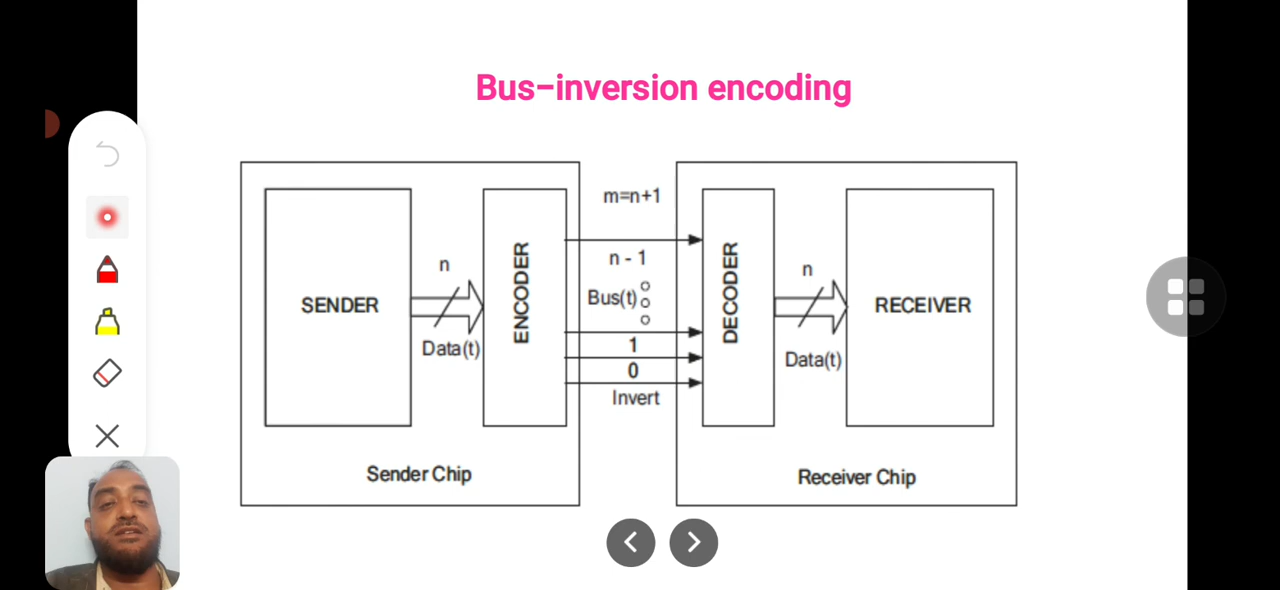 Bus-inversion encoding
SENDER
n
Data(t)
ENCODER
m=n+1
n - 1
Bus(t)
1
0
Invert
DECODER
n
Data(t)
RECEIVER
Sender Chip
Receiver Chip